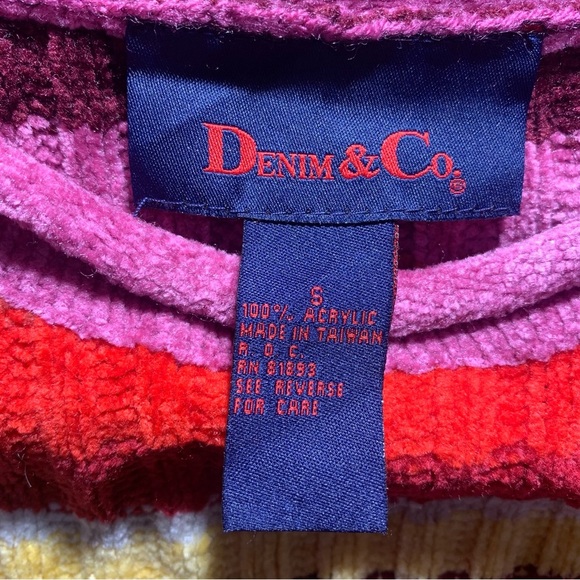 DENIM & CO.®
S
100% ACRYLIC
MADE IN TAIWAN
R. O. C.
RN 81893
SEE REVERSE
FOR CARE